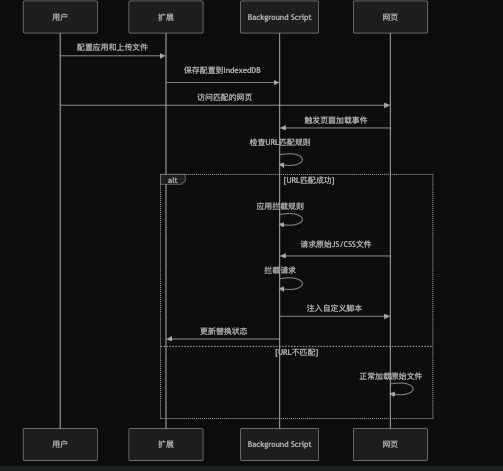 用户
扩展
Background Script
网页
配置应用和上传文件
保存配置到IndexedDB
访问匹配的网页
触发页面加载事件
检查URL匹配规则
alt
[URL匹配成功]
应用拦截规则
请求原始JS/CSS文件
拦截请求
注入自定义脚本
更新替换状态
[URL不匹配]
正常加载原始文件
用户
扩展
Background Script
网页